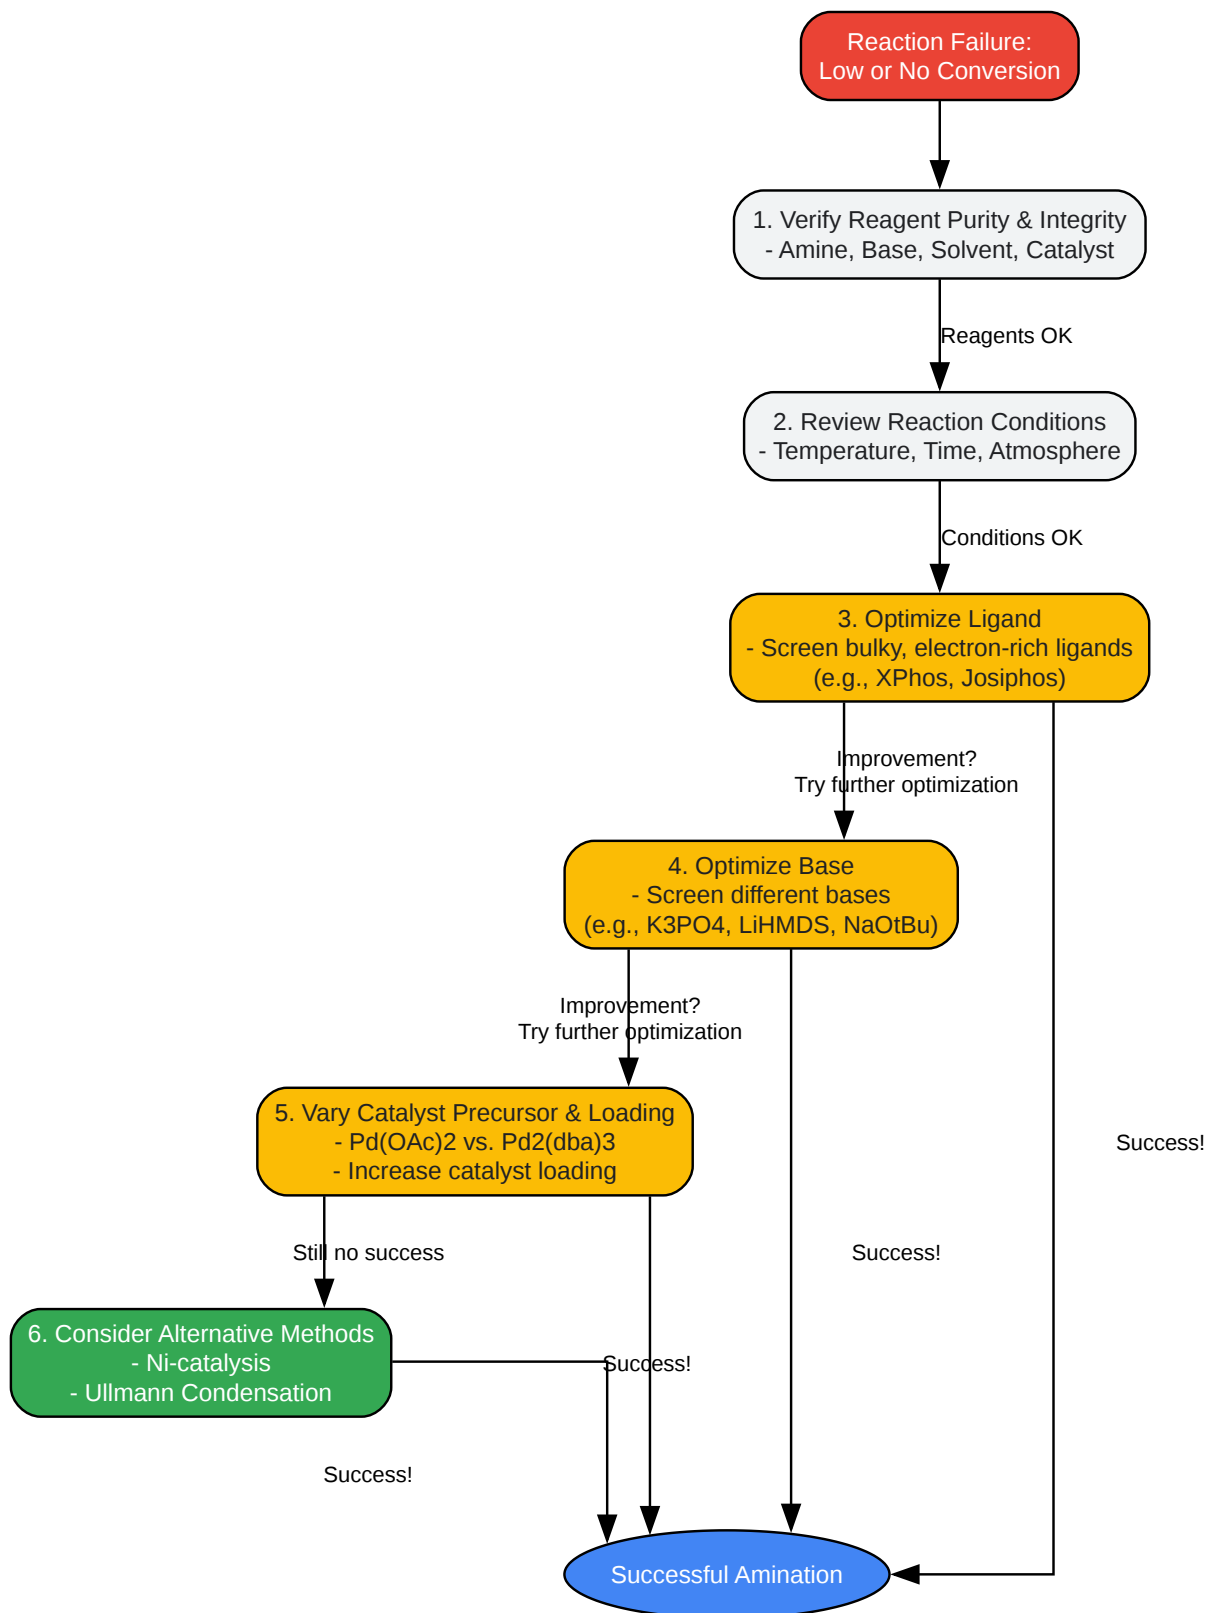 Reaction Failure:
Low or No Conversion
1. Verify Reagent Purity & Integrity
- Amine, Base, Solvent, Catalyst
Reagents OK
2. Review Reaction Conditions
- Temperature, Time, Atmosphere
Conditions OK
3. Optimize Ligand
- Screen bulky, electron-rich ligands
(e.g., XPhos, Josiphos)
Improvement?
Try further optimization
4. Optimize Base
- Screen different bases
(e.g., K3PO4, LiHMDS, NaOtBu)
Improvement?
Try further optimization
5. Vary Catalyst Precursor & Loading
- Pd(OAc)2 vs. Pd2(dba)3
- Increase catalyst loading
Success!
Still no success
Success!
6. Consider Alternative Methods
- Ni-catalysis
- Ullmann Condensation
Success!
Success!
Successful Amination